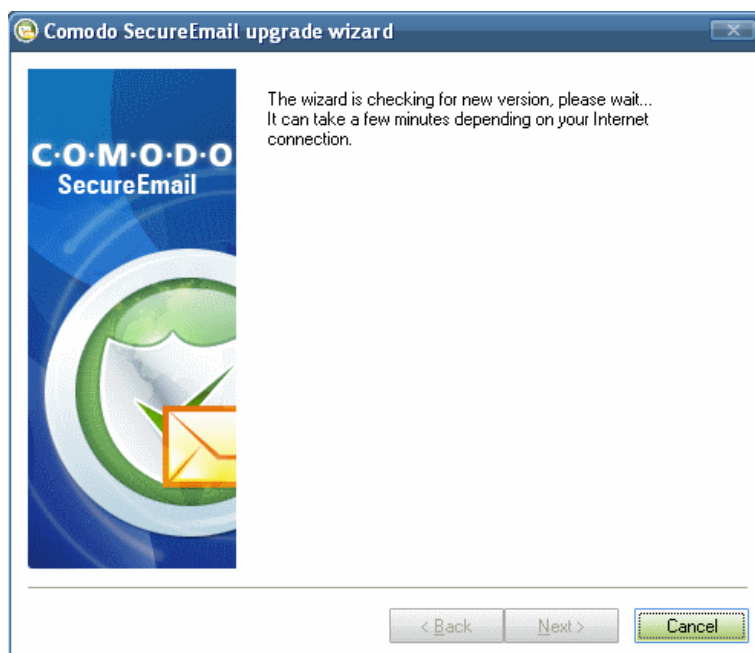 Comodo SecureEmail upgrade wizard
C·O·M·O·D·O
SecureEmail
The wizard is checking for new version, please wait...
It can take a few minutes depending on your Internet
connection.
< Back
Next >
Cancel